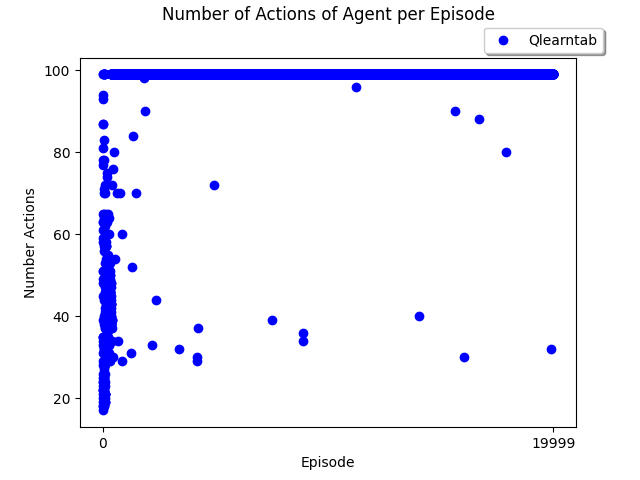 Number of Actions of Agent per Episode
Qlearntab
100
80
60
40
20
Number Actions
0
19999
Episode